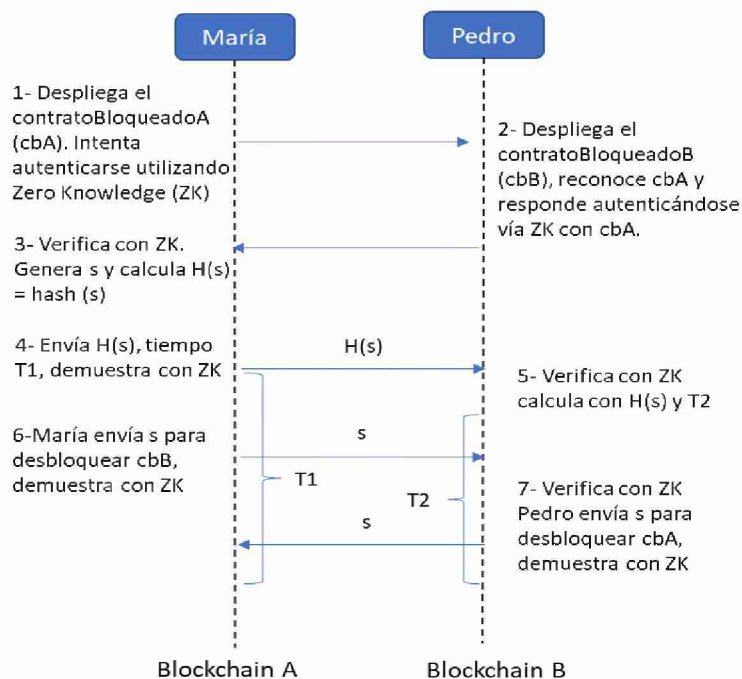 María
Pedro
1- Despliega el
contratoBloqueadoA
(cbA). Intenta
autenticarse utilizando
Zero Knowledge (ZK)
2- Despliega el
contratoBloqueadoB
(cbB), reconoce cbA y
responde autenticándose
vía ZK con cbA.
3- Verifica con ZK.
Genera s y calcula H(s)
= hash (s)
4- Envía H(s), tiempo
T1, demuestra con ZK
H(s)
5- Verifica con ZK
calcula con H(s) y T2
6-María envía s para
desbloquear cbB,
demuestra con ZK
s
T1
T2
7- Verifica con ZK
Pedro envía s para
desbloquear cbA,
demuestra con ZK
s
Blockchain A
Blockchain B